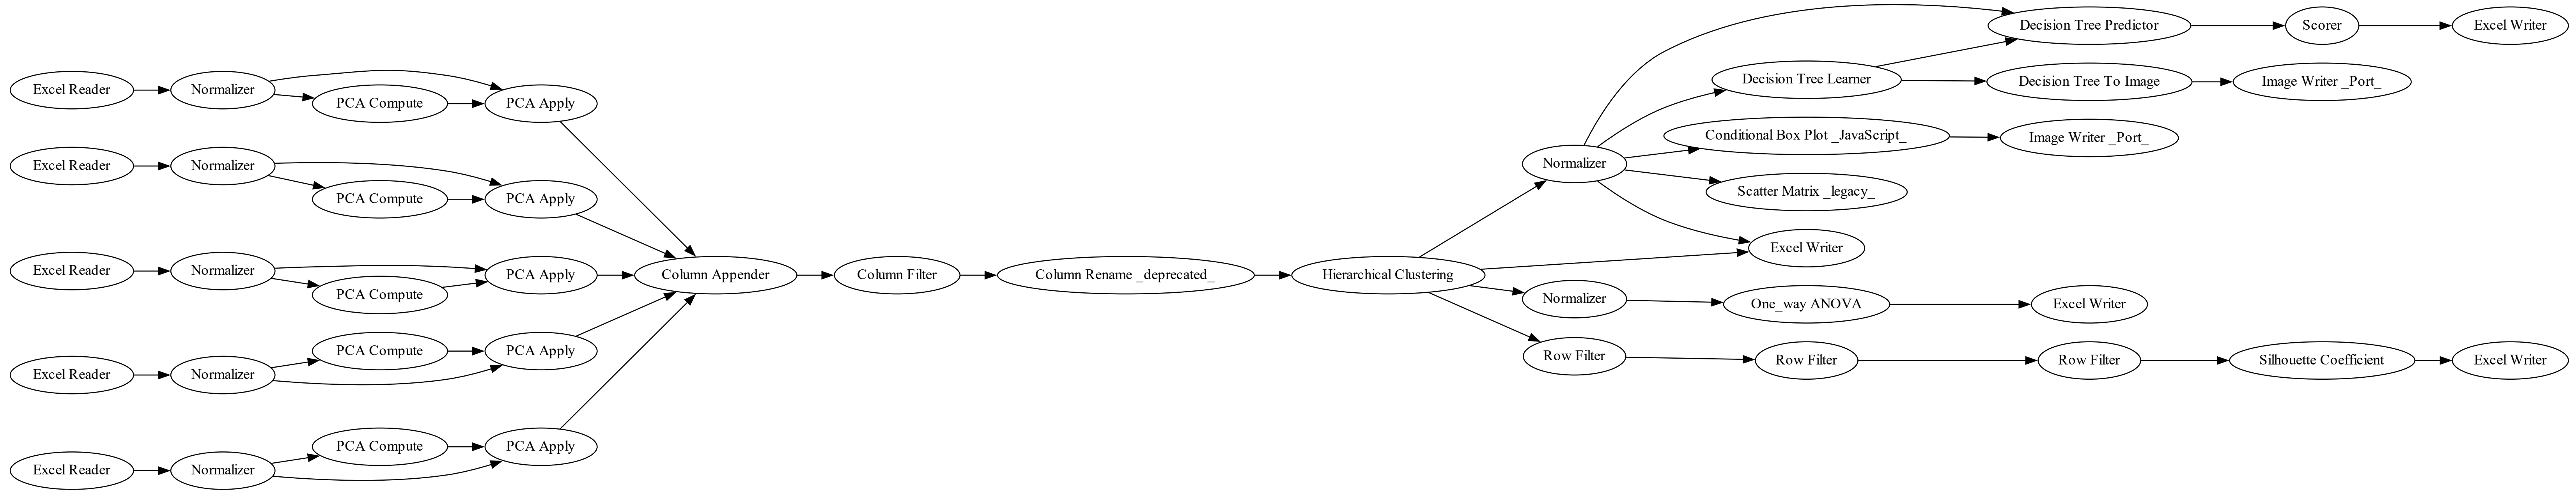 Excel Reader
Normalizer
PCA Compute
PCA Apply
Excel Reader
Normalizer
PCA Compute
PCA Apply
Excel Reader
Normalizer
PCA Compute
PCA Apply
Excel Reader
Normalizer
PCA Compute
PCA Apply
Excel Reader
Normalizer
PCA Compute
PCA Apply
Column Appender
Column Filter
Column Rename _deprecated_
Hierarchical Clustering
Normalizer
Decision Tree Predictor
Scorer
Excel Writer
Decision Tree Learner
Decision Tree To Image
Image Writer _Port_
Conditional Box Plot _JavaScript_
Image Writer _Port_
Scatter Matrix _legacy_
Excel Writer
Normalizer
One_way ANOVA
Excel Writer
Row Filter
Row Filter
Row Filter
Silhouette Coefficient
Excel Writer